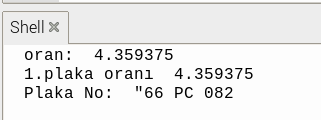 Shell ✕
oran:  4.359375
1.plaka oranı  4.359375
Plaka No:  "66 PC 082